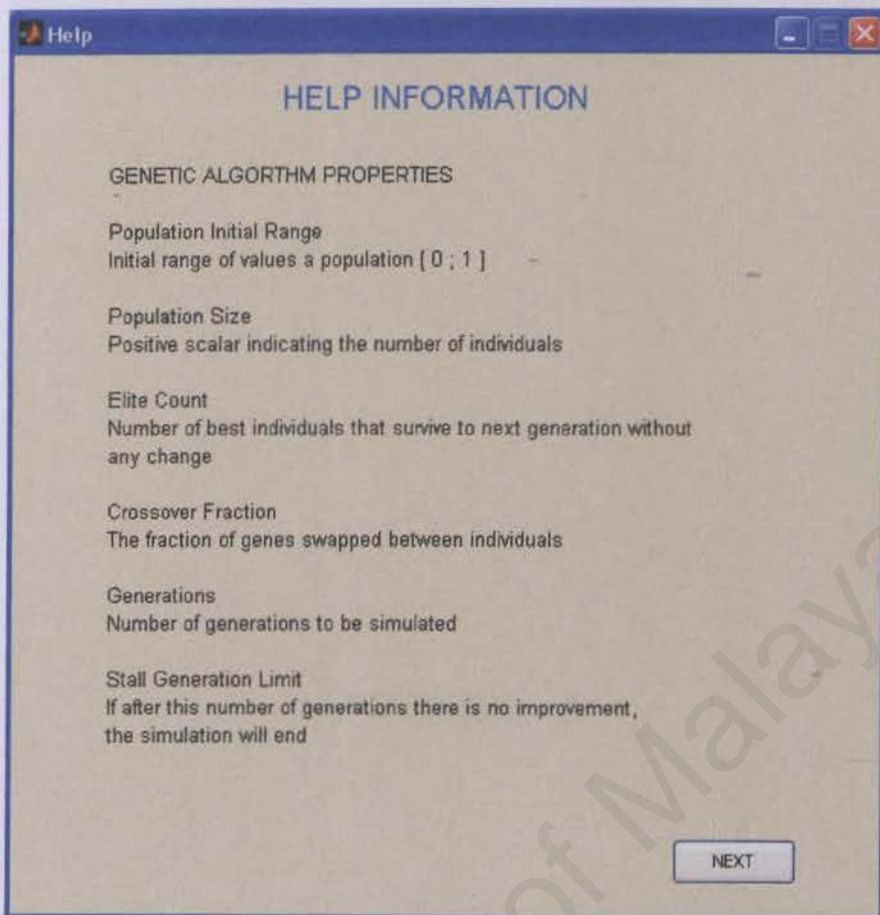 Help
HELP INFORMATION
GENETIC ALGORTHM PROPERTIES
Population Initial Range
Initial range of values a population [ 0 ; 1 ]
Population Size
Positive scalar indicating the number of individuals
Elite Count
Number of best individuals that survive to next generation without
any change
Crossover Fraction
The fraction of genes swapped between individuals
Generations
Number of generations to be simulated
Stall Generation Limit
If after this number of generations there is no improvement,
the simulation will end
NEXT
of Malaya